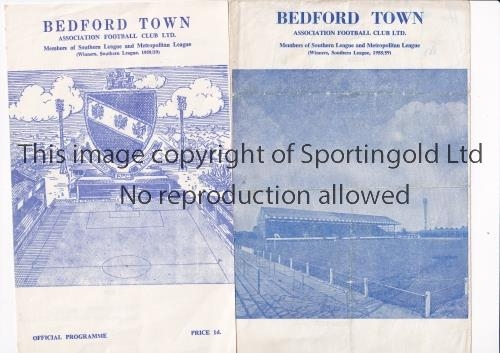 BEDFORD TOWN
ASSOCIATION FOOTBALL CLUB LTD.
Members of Southern League and Metropolitan League
(Winners, Southern League, 1958/59)
OFFICIAL PROGRAMME PRICE 1d.
BEDFORD TOWN
ASSOCIATION FOOTBALL CLUB LTD.
Members of Southern League and Metropolitan League
(Winners, Southern League, 1958/59)
This image copyright of Sportingold Ltd
No reproduction allowed